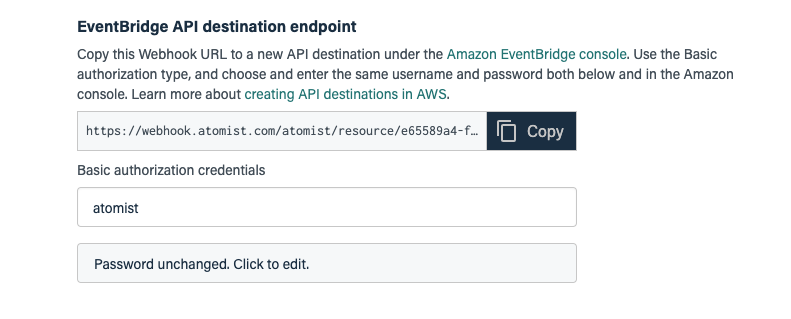 EventBridge API destination endpoint
Copy this Webhook URL to a new API destination under the Amazon EventBridge console. Use the Basic
authorization type, and choose and enter the same username and password both below and in the Amazon
console. Learn more about creating API destinations in AWS.
https://webhook.atomist.com/atomist/resource/e65589a4-f… Copy
Basic authorization credentials
atomist
Password unchanged. Click to edit.